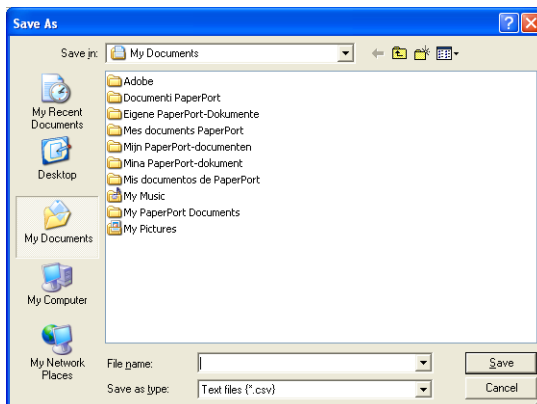 Save As
Save in: My Documents
My Recent
Documents
Desktop
My Documents
My Computer
My Network
Places
Adobe
Documenti PaperPort
Eigene PaperPort-Dokumente
Mes documents PaperPort
Mijn PaperPort-documenten
Mina PaperPort-dokument
Mis documentos de PaperPort
My Music
My PaperPort Documents
My Pictures
File name: Save
Save as type: Text files {*.csv} Cancel